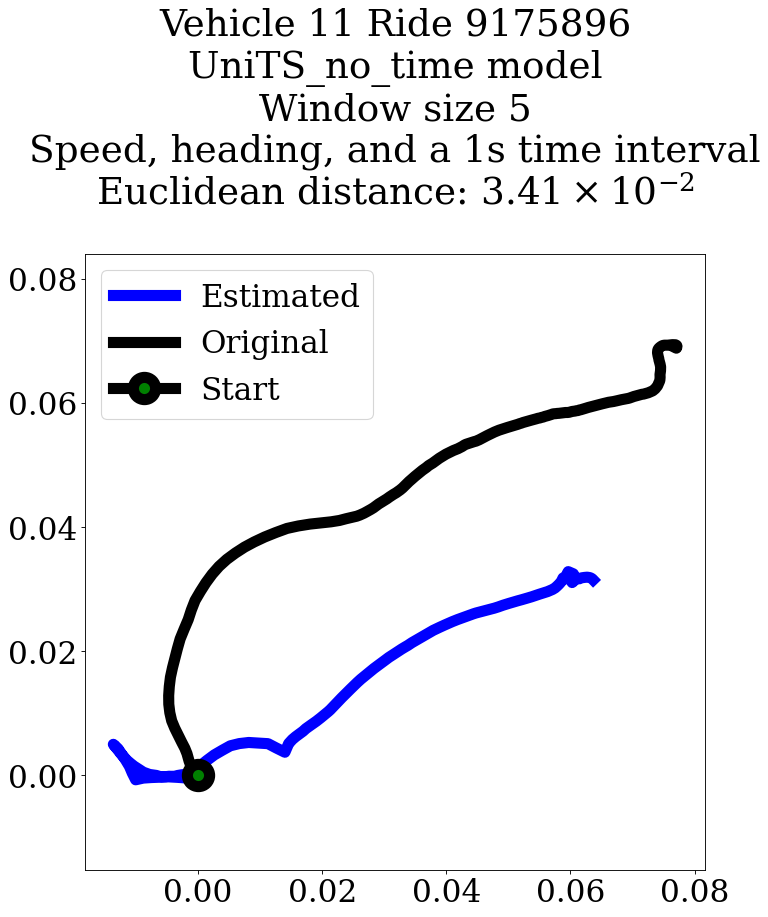 Vehicle 11 Ride 9175896
UniTS_no_time model
Window size 5
Speed, heading, and a 1s time interval
Euclidean distance: 3.41 × 10⁻²
0.08
0.06
0.04
0.02
0.00
Estimated
Original
Start
0.00 0.02 0.04 0.06 0.08